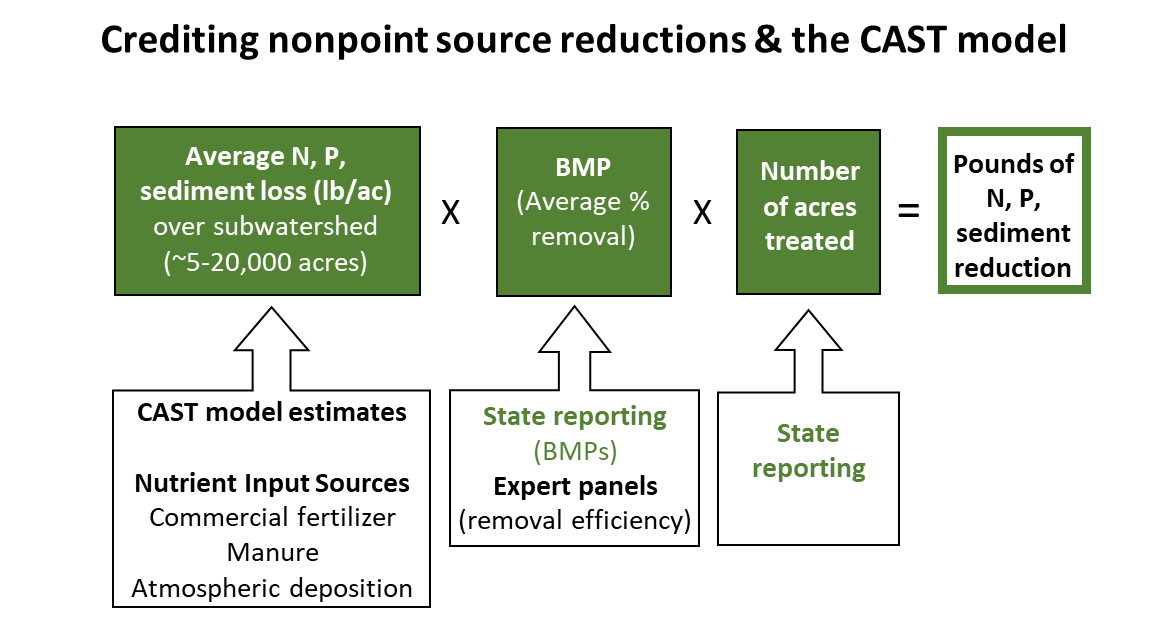 Crediting nonpoint source reductions & the CAST model
Average N, P,
sediment loss (lb/ac)
over subwatershed
(~5-20,000 acres)
X
BMP
(Average %
removal)
X
Number
of acres
treated
=
Pounds of
N, P,
sediment
reduction
CAST model estimates
Nutrient Input Sources
Commercial fertilizer
Manure
Atmospheric deposition
State reporting
(BMPs)
Expert panels
(removal efficiency)
State
reporting